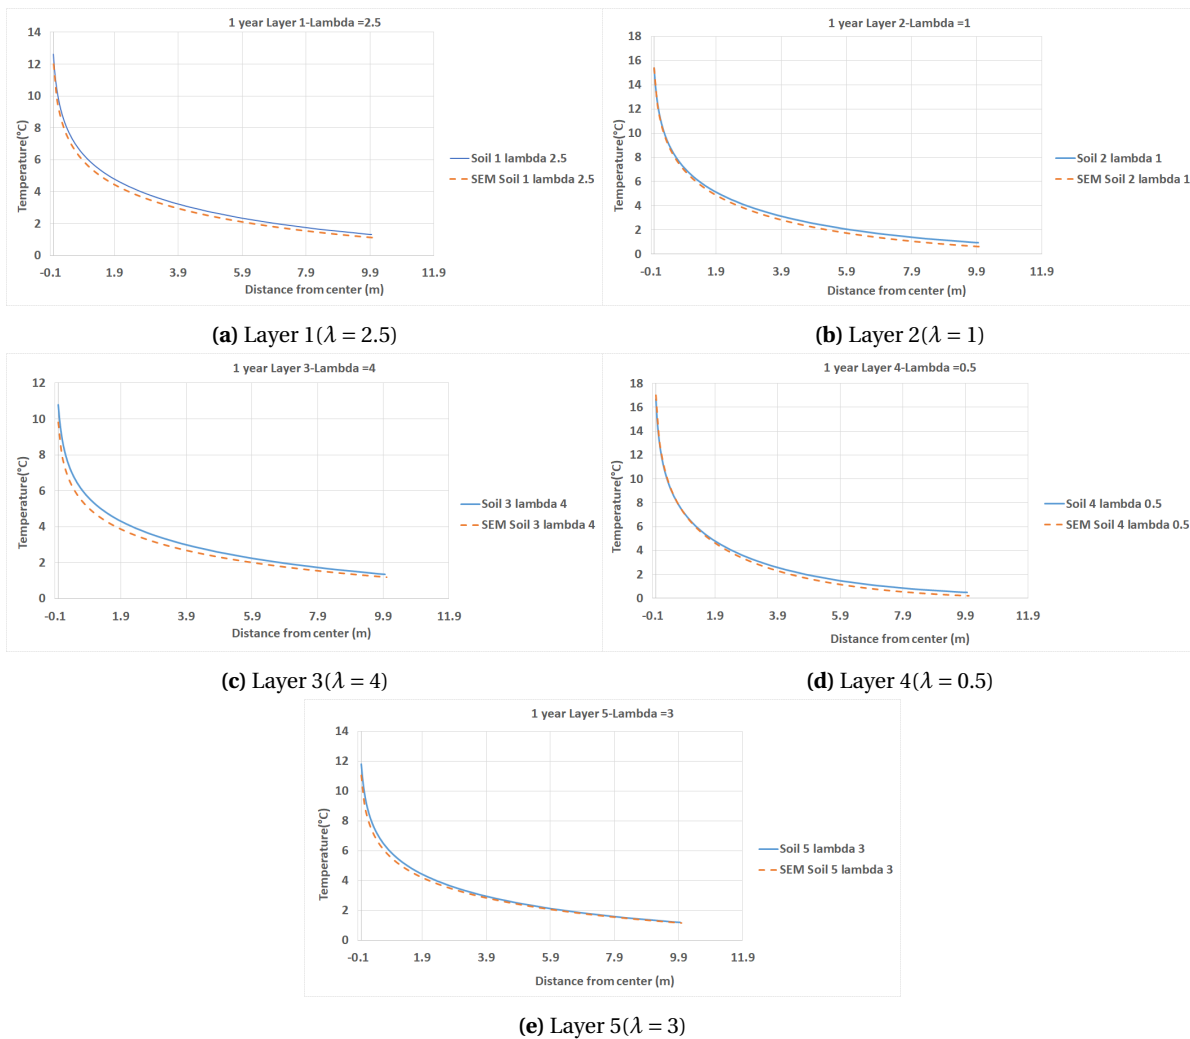 1 year Layer 1-Lambda =2.5
14
12
10
8
6
4
2
0
Temperature(°C)
-0.1 1.9 3.9 5.9 7.9 9.9 11.9
Distance from center (m)
Soil 1 lambda 2.5
SEM Soil 1 lambda 2.5
(a) Layer 1(λ = 2.5)
1 year Layer 2-Lambda =1
18
16
14
12
10
8
6
4
2
0
Temperature(°C)
-0.1 1.9 3.9 5.9 7.9 9.9 11.9
Distance from center (m)
Soil 2 lambda 1
SEM Soil 2 lambda 1
(b) Layer 2(λ = 1)
1 year Layer 3-Lambda =4
12
10
8
6
4
2
0
Temperature(°C)
-0.1 1.9 3.9 5.9 7.9 9.9 11.9
Distance from center (m)
Soil 3 lambda 4
SEM Soil 3 lambda 4
(c) Layer 3(λ = 4)
1 year Layer 4-Lambda =0.5
18
16
14
12
10
8
6
4
2
0
Temperature(°C)
-0.1 1.9 3.9 5.9 7.9 9.9 11.9
Distance from center (m)
Soil 4 lambda 0.5
SEM Soil 4 lambda 0.5
(d) Layer 4(λ = 0.5)
1 year Layer 5-Lambda =3
14
12
10
8
6
4
2
0
Temperature(°C)
-0.1 1.9 3.9 5.9 7.9 9.9 11.9
Distance from center (m)
Soil 5 lambda 3
SEM Soil 5 lambda 3
(e) Layer 5(λ = 3)